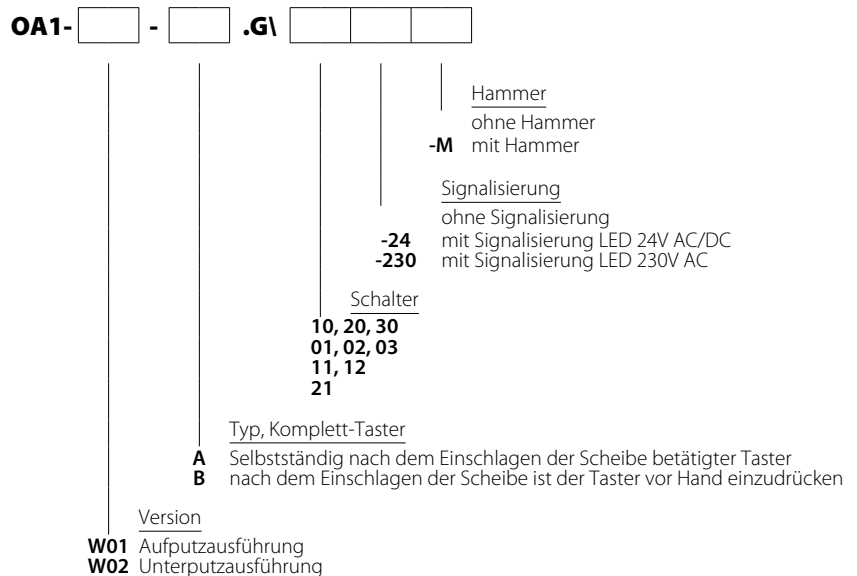 OA1- - .G\
Hammer
ohne Hammer
-M mit Hammer
Signalisierung
ohne Signalisierung
-24 mit Signalisierung LED 24V AC/DC
-230 mit Signalisierung LED 230V AC
Schalter
10, 20, 30
01, 02, 03
11, 12
21
Typ, Komplett-Taster
A Selbstständig nach dem Einschlagen der Scheibe betätigter Taster
B nach dem Einschlagen der Scheibe ist der Taster vor Hand einzudrücken
Version
W01 Aufputzausführung
W02 Unterputzausführung